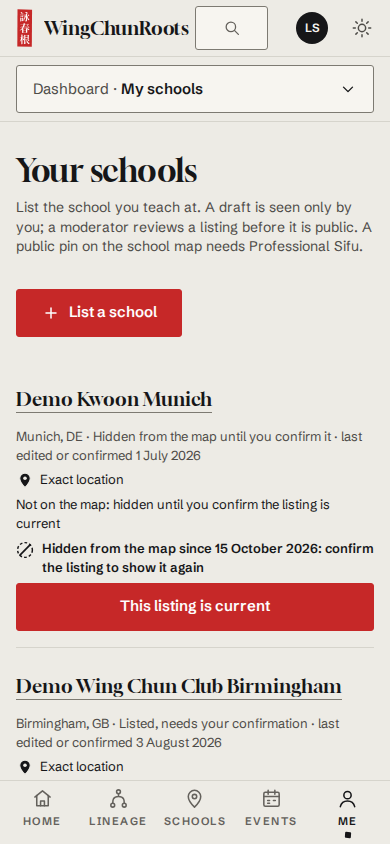 詠春根
WingChunRoots
LS
Dashboard · My schools
Your schools
List the school you teach at. A draft is seen only by
you; a moderator reviews a listing before it is public. A
public pin on the school map needs Professional Sifu.
+ List a school
Demo Kwoon Munich
Munich, DE · Hidden from the map until you confirm it · last
edited or confirmed 1 July 2026
Exact location
Not on the map: hidden until you confirm the listing is
current
Hidden from the map since 15 October 2026: confirm
the listing to show it again
This listing is current
Demo Wing Chun Club Birmingham
Birmingham, GB · Listed, needs your confirmation · last
edited or confirmed 3 August 2026
Exact location
HOME
LINEAGE
SCHOOLS
EVENTS
ME